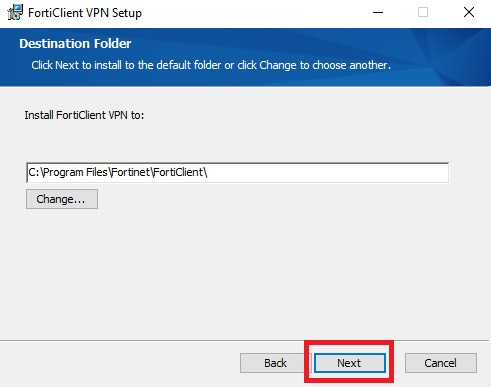 FortiClient VPN Setup
Destination Folder
Click Next to install to the default folder or click Change to choose another.
Install FortiClient VPN to:
C:\Program Files\Fortinet\FortiClient\
Change...
Back
Next
Cancel